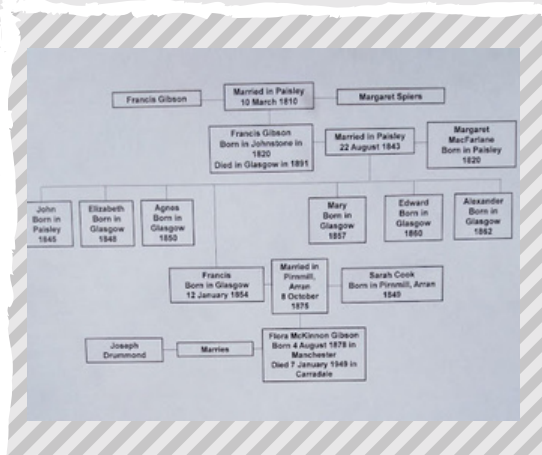 Francis Gibson
Married in Paisley
10 March 1810
Margaret Spiers
Francis Gibson
Born in Johnstone in
1820
Died in Glasgow in 1891
Married in Paisley
22 August 1843
Margaret
MacFarlane
Born in Paisley
1820
John
Born in
Paisley
1845
Elizabeth
Born in
Glasgow
1848
Agnes
Born in
Glasgow
1850
Mary
Born in
Glasgow
1857
Edward
Born in
Glasgow
1860
Alexander
Born in
Glasgow
1862
Francis
Born in Glasgow
12 January 1854
Married in
Pirnmill,
Arran
8 October
1875
Sarah Cook
Born in Pirnmill, Arran
1849
Joseph
Drummond
Marries
Flora McKinnon Gibson
Born 4 August 1878 in
Manchester
Died 7 January 1949 in
Carradale